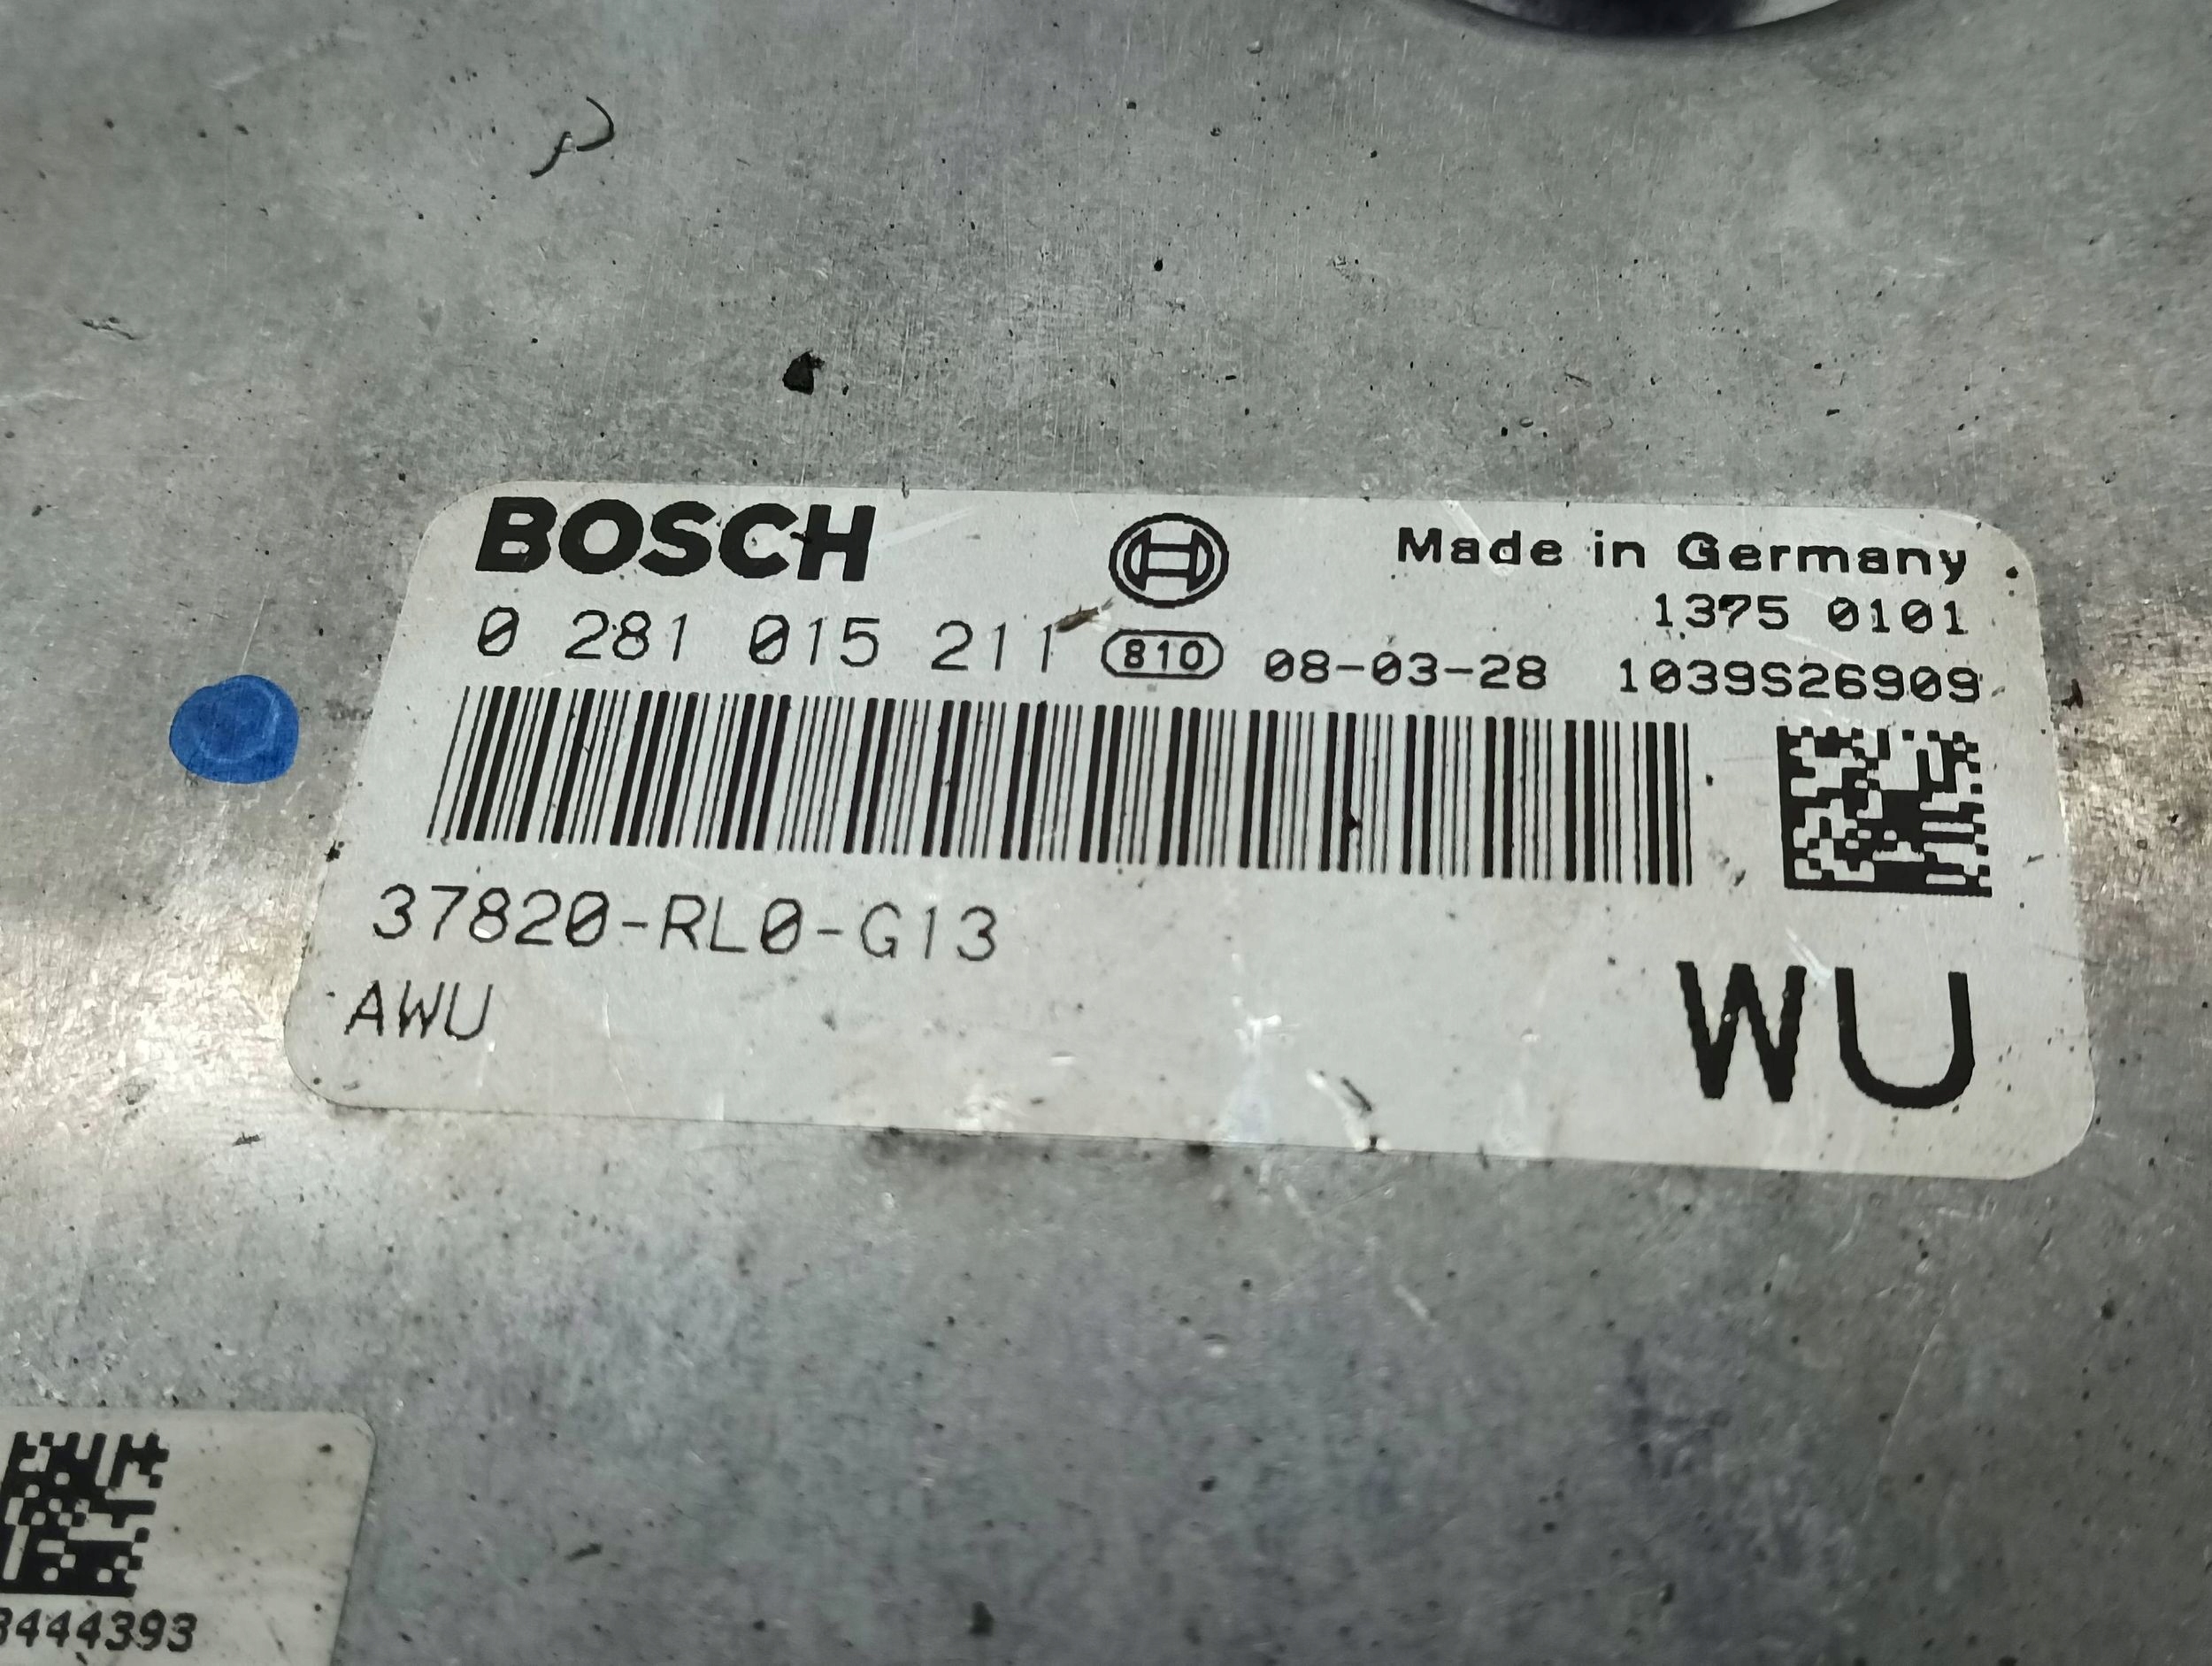 BOSCH
Made in Germany
1375 0101
0 281 015 211 810 08-03-28 1039S26909
37820-RL0-G13
AWU
WU
3444393